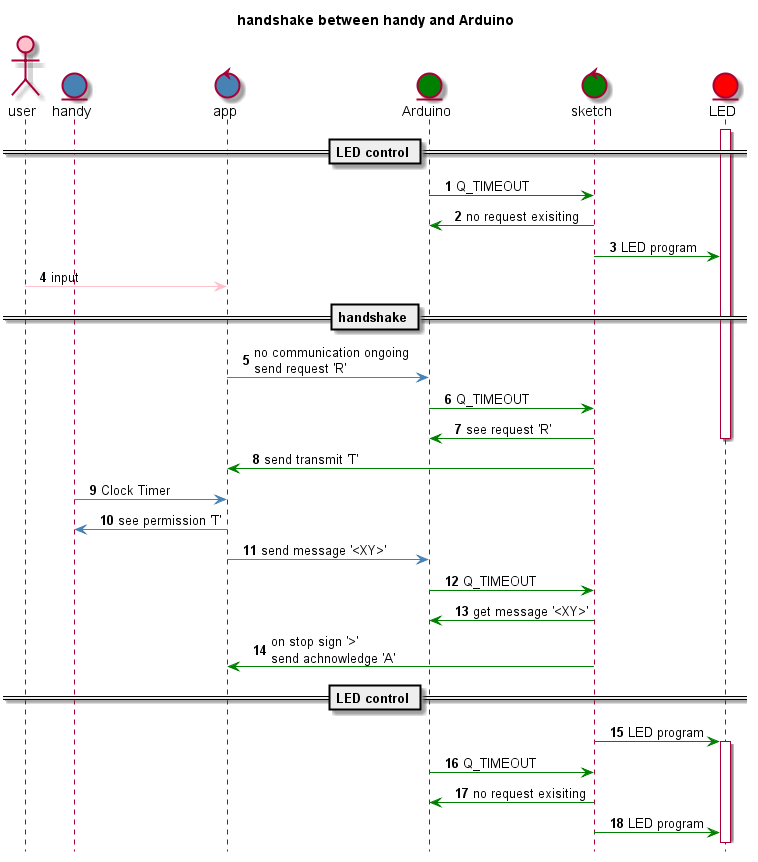 handshake between handy and Arduino
user
handy
app
Arduino
sketch
LED
LED control
1 Q_TIMEOUT
2 no request exisiting
3 LED program
4 input
handshake
5 no communication ongoing
send request 'R'
6 Q_TIMEOUT
7 see request 'R'
8 send transmit 'T'
9 Clock Timer
10 see permission 'T'
11 send message '<XY>'
12 Q_TIMEOUT
13 get message '<XY>'
14 on stop sign '>'
send achnowledge 'A'
LED control
15 LED program
16 Q_TIMEOUT
17 no request exisiting
18 LED program